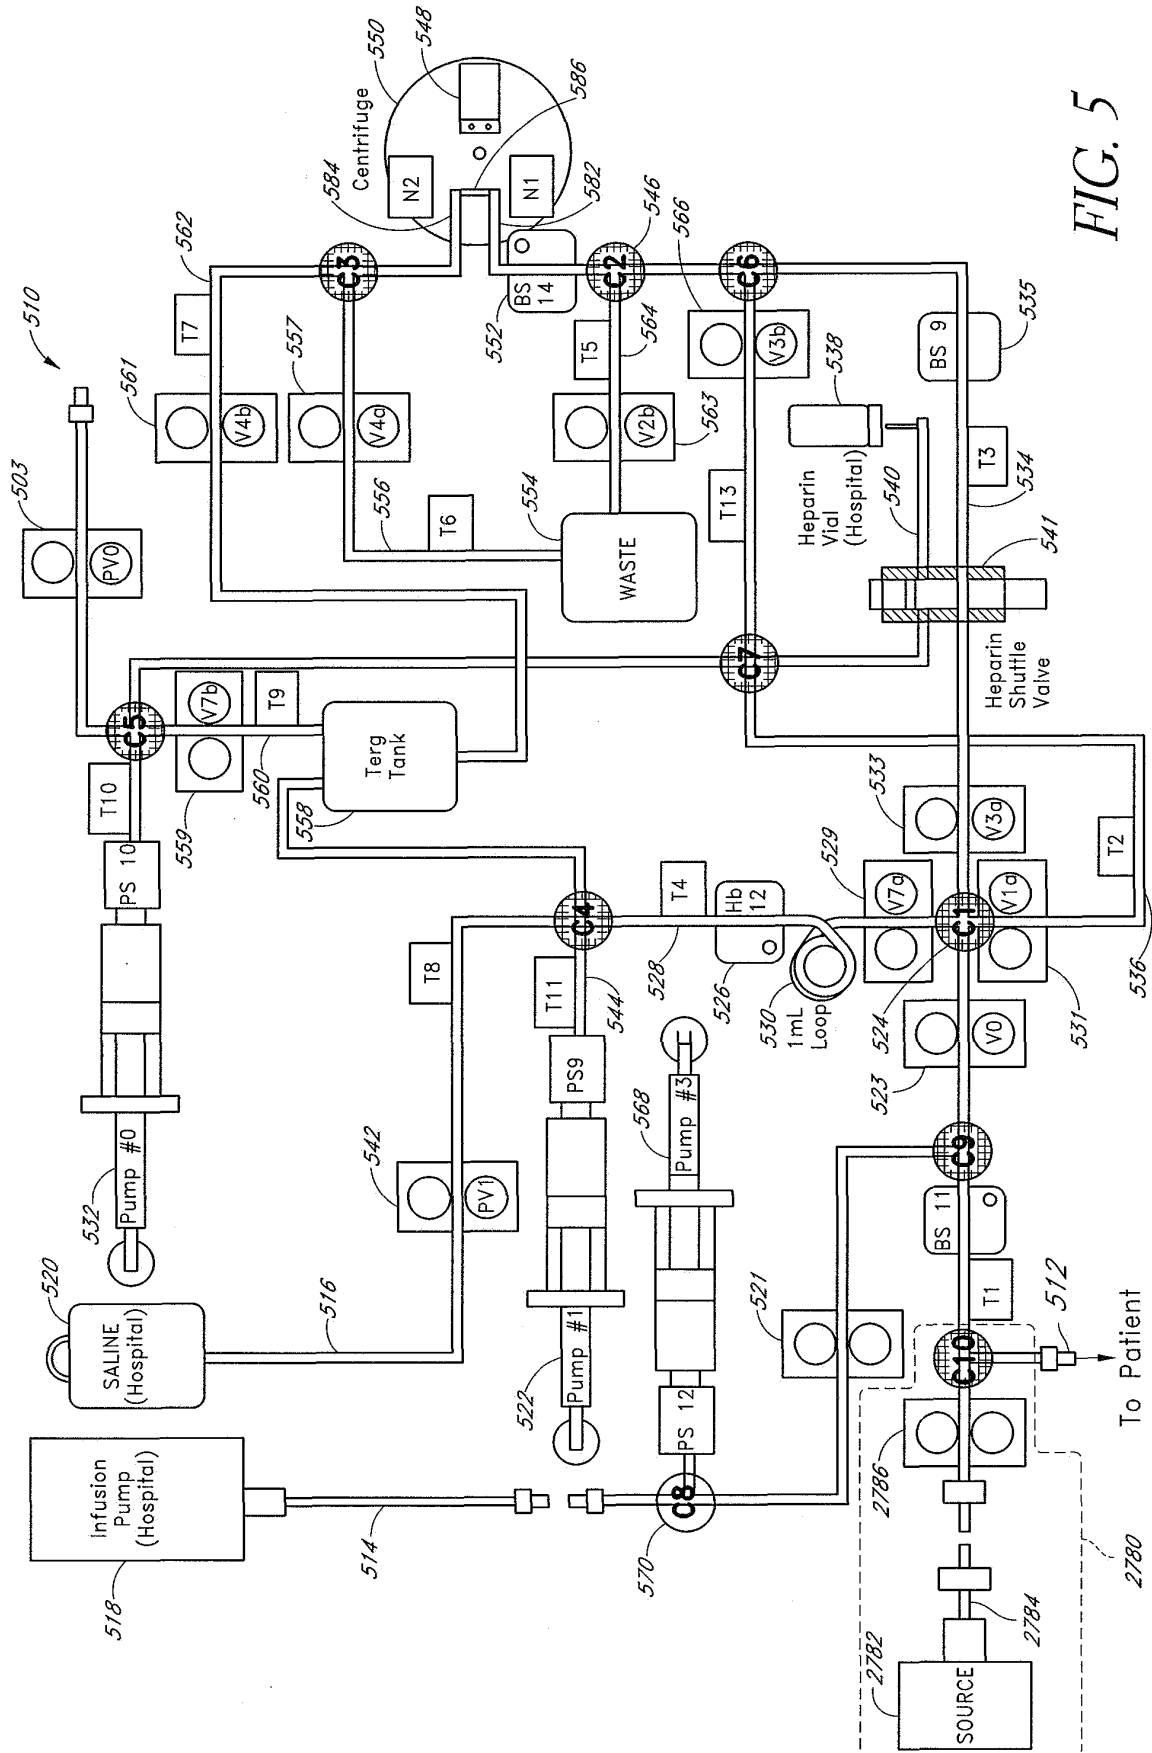 510
503
PV0
T10
C5
PS 10
Pump #0
532
520
SALINE
(Hospital)
516
Infusion
Pump
(Hospital)
518
514
561
V4b
T7
562
557
V4a
C3
584
Centrifuge
550
548
586
N2
N1
582
552
BS
14
C2
546
T5
564
V2b
563
554
WASTE
T6
556
V7b
T9
559
560
Terg
Tank
558
T8
542
PV1
C4
T11
544
PS9
Pump #1
522
T4
528
Hb
12
526
530
1mL
Loop
Pump #3
568
PS 12
C8
570
521
566
C6
V3b
T13
C7
538
Heparin
Vial
(Hospital)
540
BS 9
535
T3
534
541
Heparin
Shuttle
Valve
533
V3a
529
V7a
C1
524
V1a
531
T2
536
523
V0
C9
BS 11
T1
C10
512
To Patient
2786
2780
2784
2782
SOURCE
FIG. 5